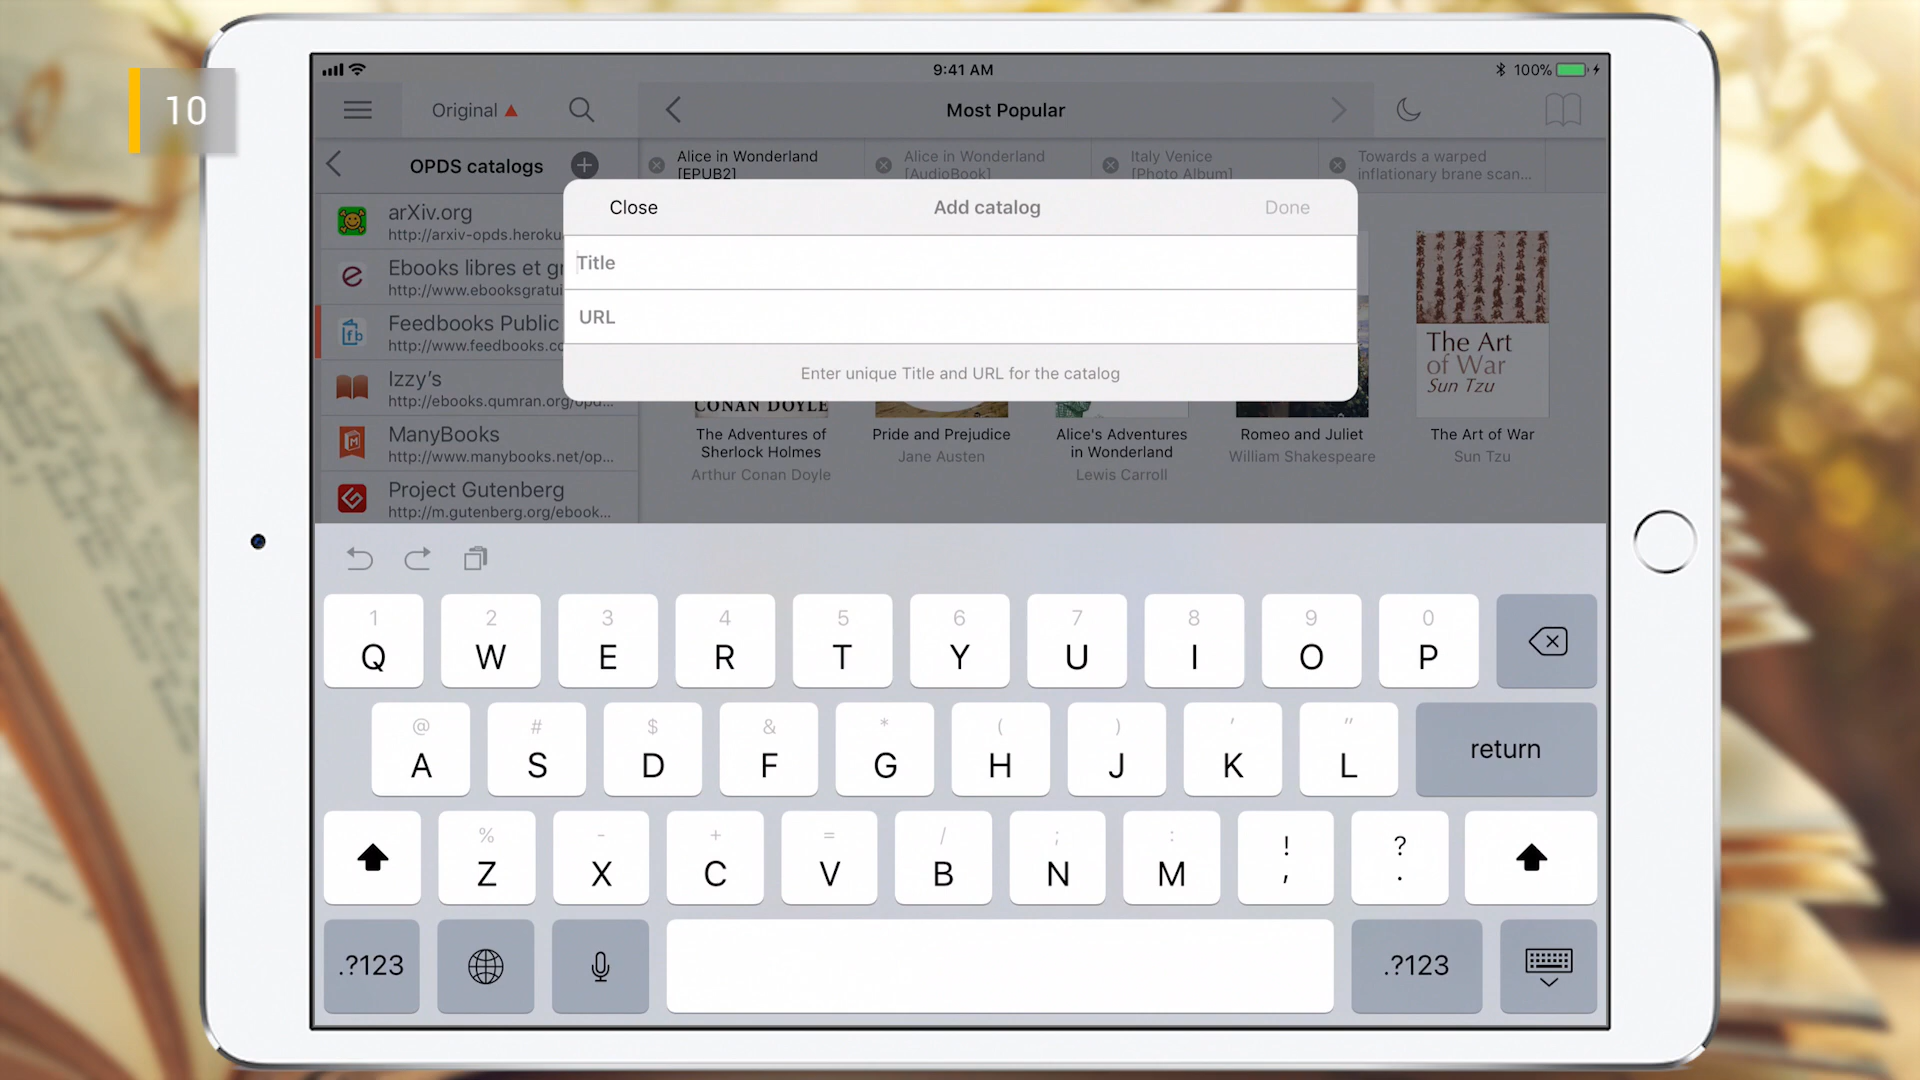 10
9:41 AM
100%
Original
Most Popular
OPDS catalogs
Alice in Wonderland
[EPUB2]
Alice in Wonderland
[AudioBook]
Italy Venice
[Photo Album]
Towards a warped
inflationary brane scan...
arXiv.org
http://arxiv-opds.heroku
Ebooks libres et gr
http://www.ebooksgratui
Feedbooks Public
http://www.feedbooks.co
Izzy's
http://ebooks.qumran.org/opd...
ManyBooks
http://www.manybooks.net/op...
Project Gutenberg
http://m.gutenberg.org/ebook...
Close
Add catalog
Done
Title
URL
Enter unique Title and URL for the catalog
CONAN DOYLE
The Art
of War
Sun Tzu
The Adventures of
Sherlock Holmes
Arthur Conan Doyle
Pride and Prejudice
Jane Austen
Alice's Adventures
in Wonderland
Lewis Carroll
Romeo and Juliet
William Shakespeare
The Art of War
Sun Tzu
1 2 3 4 5 6 7 8 9 0
Q W E R T Y U I O P
@ # $ & * ( ) ' "
A S D F G H J K L return
% - + = / ; : ! ?
Z X C V B N M , .
.?123 .?123